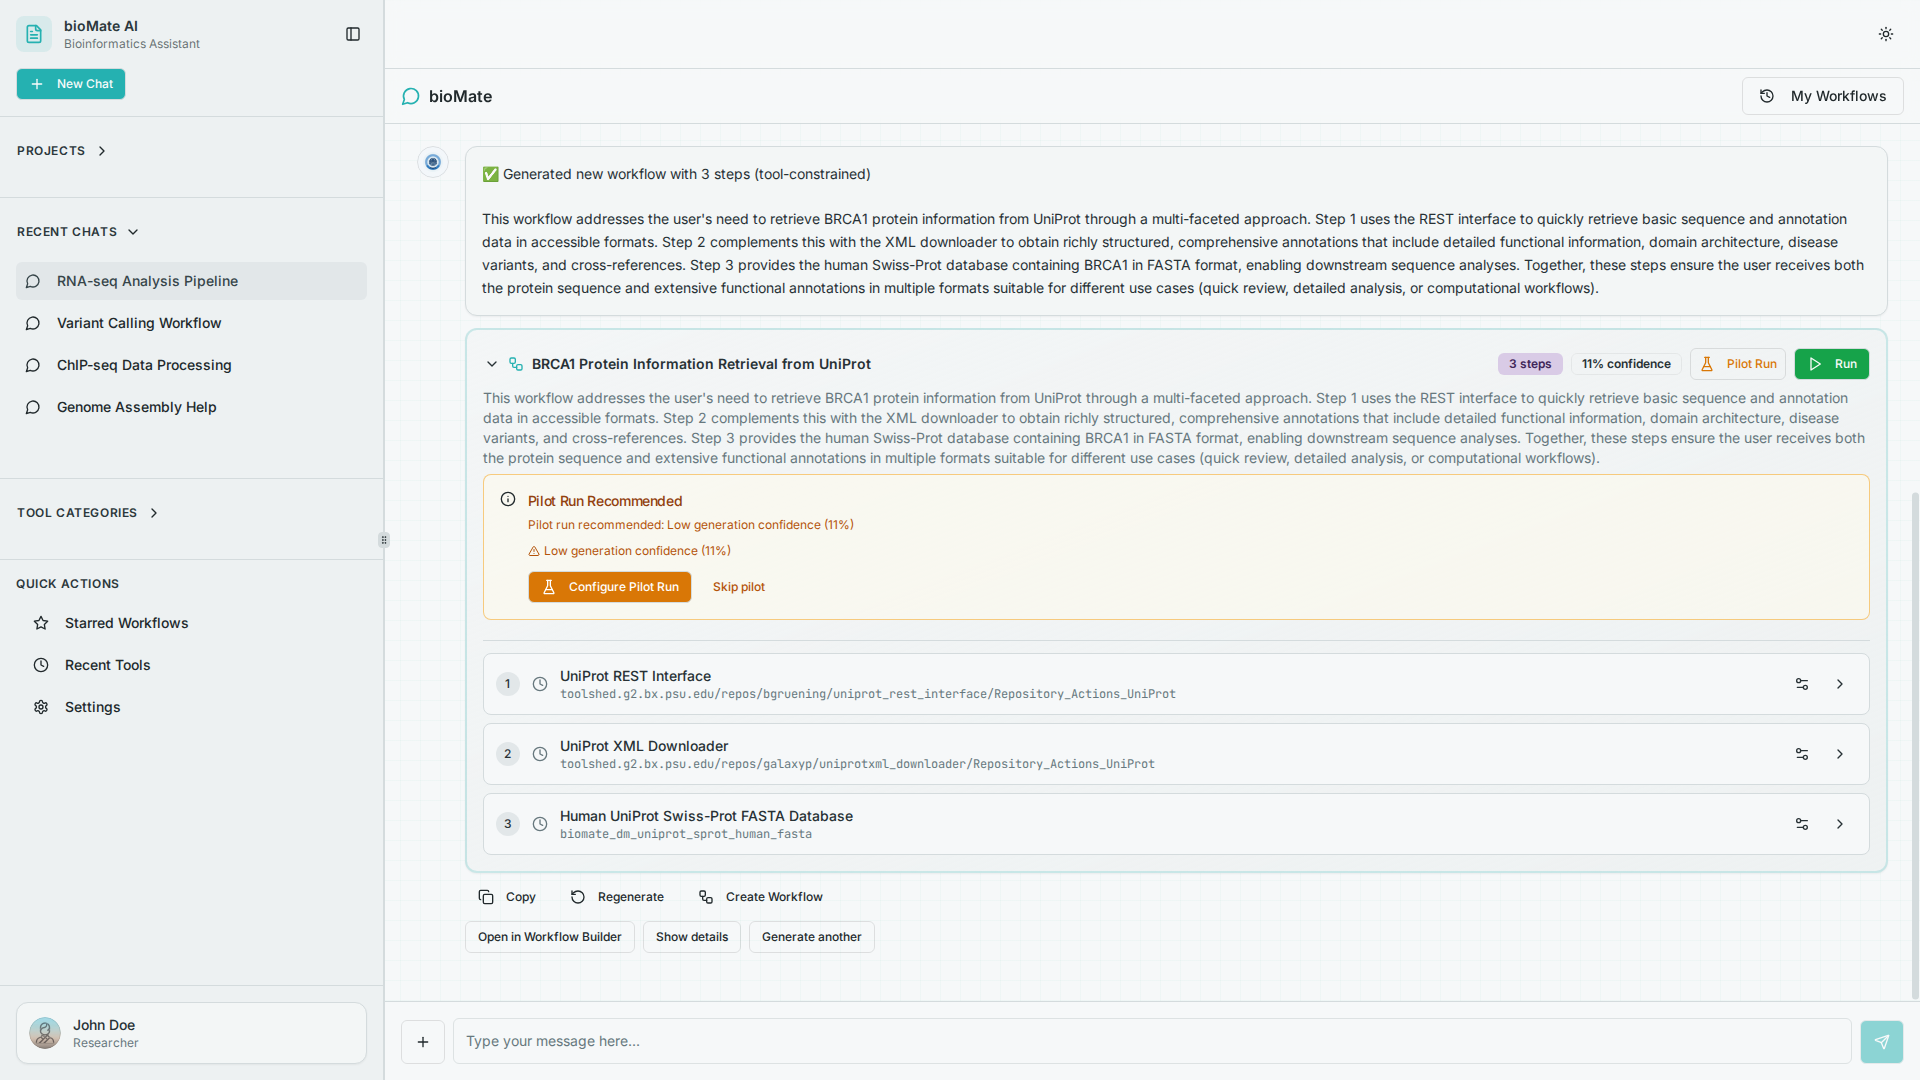 bioMate AI
Bioinformatics Assistant
New Chat
PROJECTS
RECENT CHATS
RNA-seq Analysis Pipeline
Variant Calling Workflow
ChIP-seq Data Processing
Genome Assembly Help
TOOL CATEGORIES
QUICK ACTIONS
Starred Workflows
Recent Tools
Settings
John Doe
Researcher
bioMate
My Workflows
✅ Generated new workflow with 3 steps (tool-constrained)
This workflow addresses the user's need to retrieve BRCA1 protein information from UniProt through a multi-faceted approach. Step 1 uses the REST interface to quickly retrieve basic sequence and annotation
data in accessible formats. Step 2 complements this with the XML downloader to obtain richly structured, comprehensive annotations that include detailed functional information, domain architecture, disease
variants, and cross-references. Step 3 provides the human Swiss-Prot database containing BRCA1 in FASTA format, enabling downstream sequence analyses. Together, these steps ensure the user receives both
the protein sequence and extensive functional annotations in multiple formats suitable for different use cases (quick review, detailed analysis, or computational workflows).
BRCA1 Protein Information Retrieval from UniProt
3 steps
11% confidence
Pilot Run
Run
This workflow addresses the user's need to retrieve BRCA1 protein information from UniProt through a multi-faceted approach. Step 1 uses the REST interface to quickly retrieve basic sequence and annotation
data in accessible formats. Step 2 complements this with the XML downloader to obtain richly structured, comprehensive annotations that include detailed functional information, domain architecture, disease
variants, and cross-references. Step 3 provides the human Swiss-Prot database containing BRCA1 in FASTA format, enabling downstream sequence analyses. Together, these steps ensure the user receives both
the protein sequence and extensive functional annotations in multiple formats suitable for different use cases (quick review, detailed analysis, or computational workflows).
Pilot Run Recommended
Pilot run recommended: Low generation confidence (11%)
Low generation confidence (11%)
Configure Pilot Run
Skip pilot
1
UniProt REST Interface
toolshed.g2.bx.psu.edu/repos/bgruening/uniprot_rest_interface/Repository_Actions_UniProt
2
UniProt XML Downloader
toolshed.g2.bx.psu.edu/repos/galaxyp/uniprotxml_downloader/Repository_Actions_UniProt
3
Human UniProt Swiss-Prot FASTA Database
biomate_dm_uniprot_sprot_human_fasta
Copy
Regenerate
Create Workflow
Open in Workflow Builder
Show details
Generate another
Type your message here...